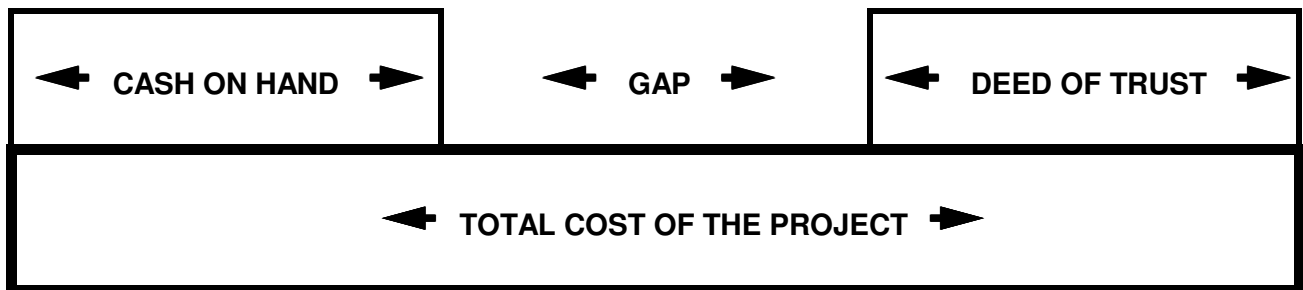 CASH ON HAND
GAP
DEED OF TRUST
TOTAL COST OF THE PROJECT